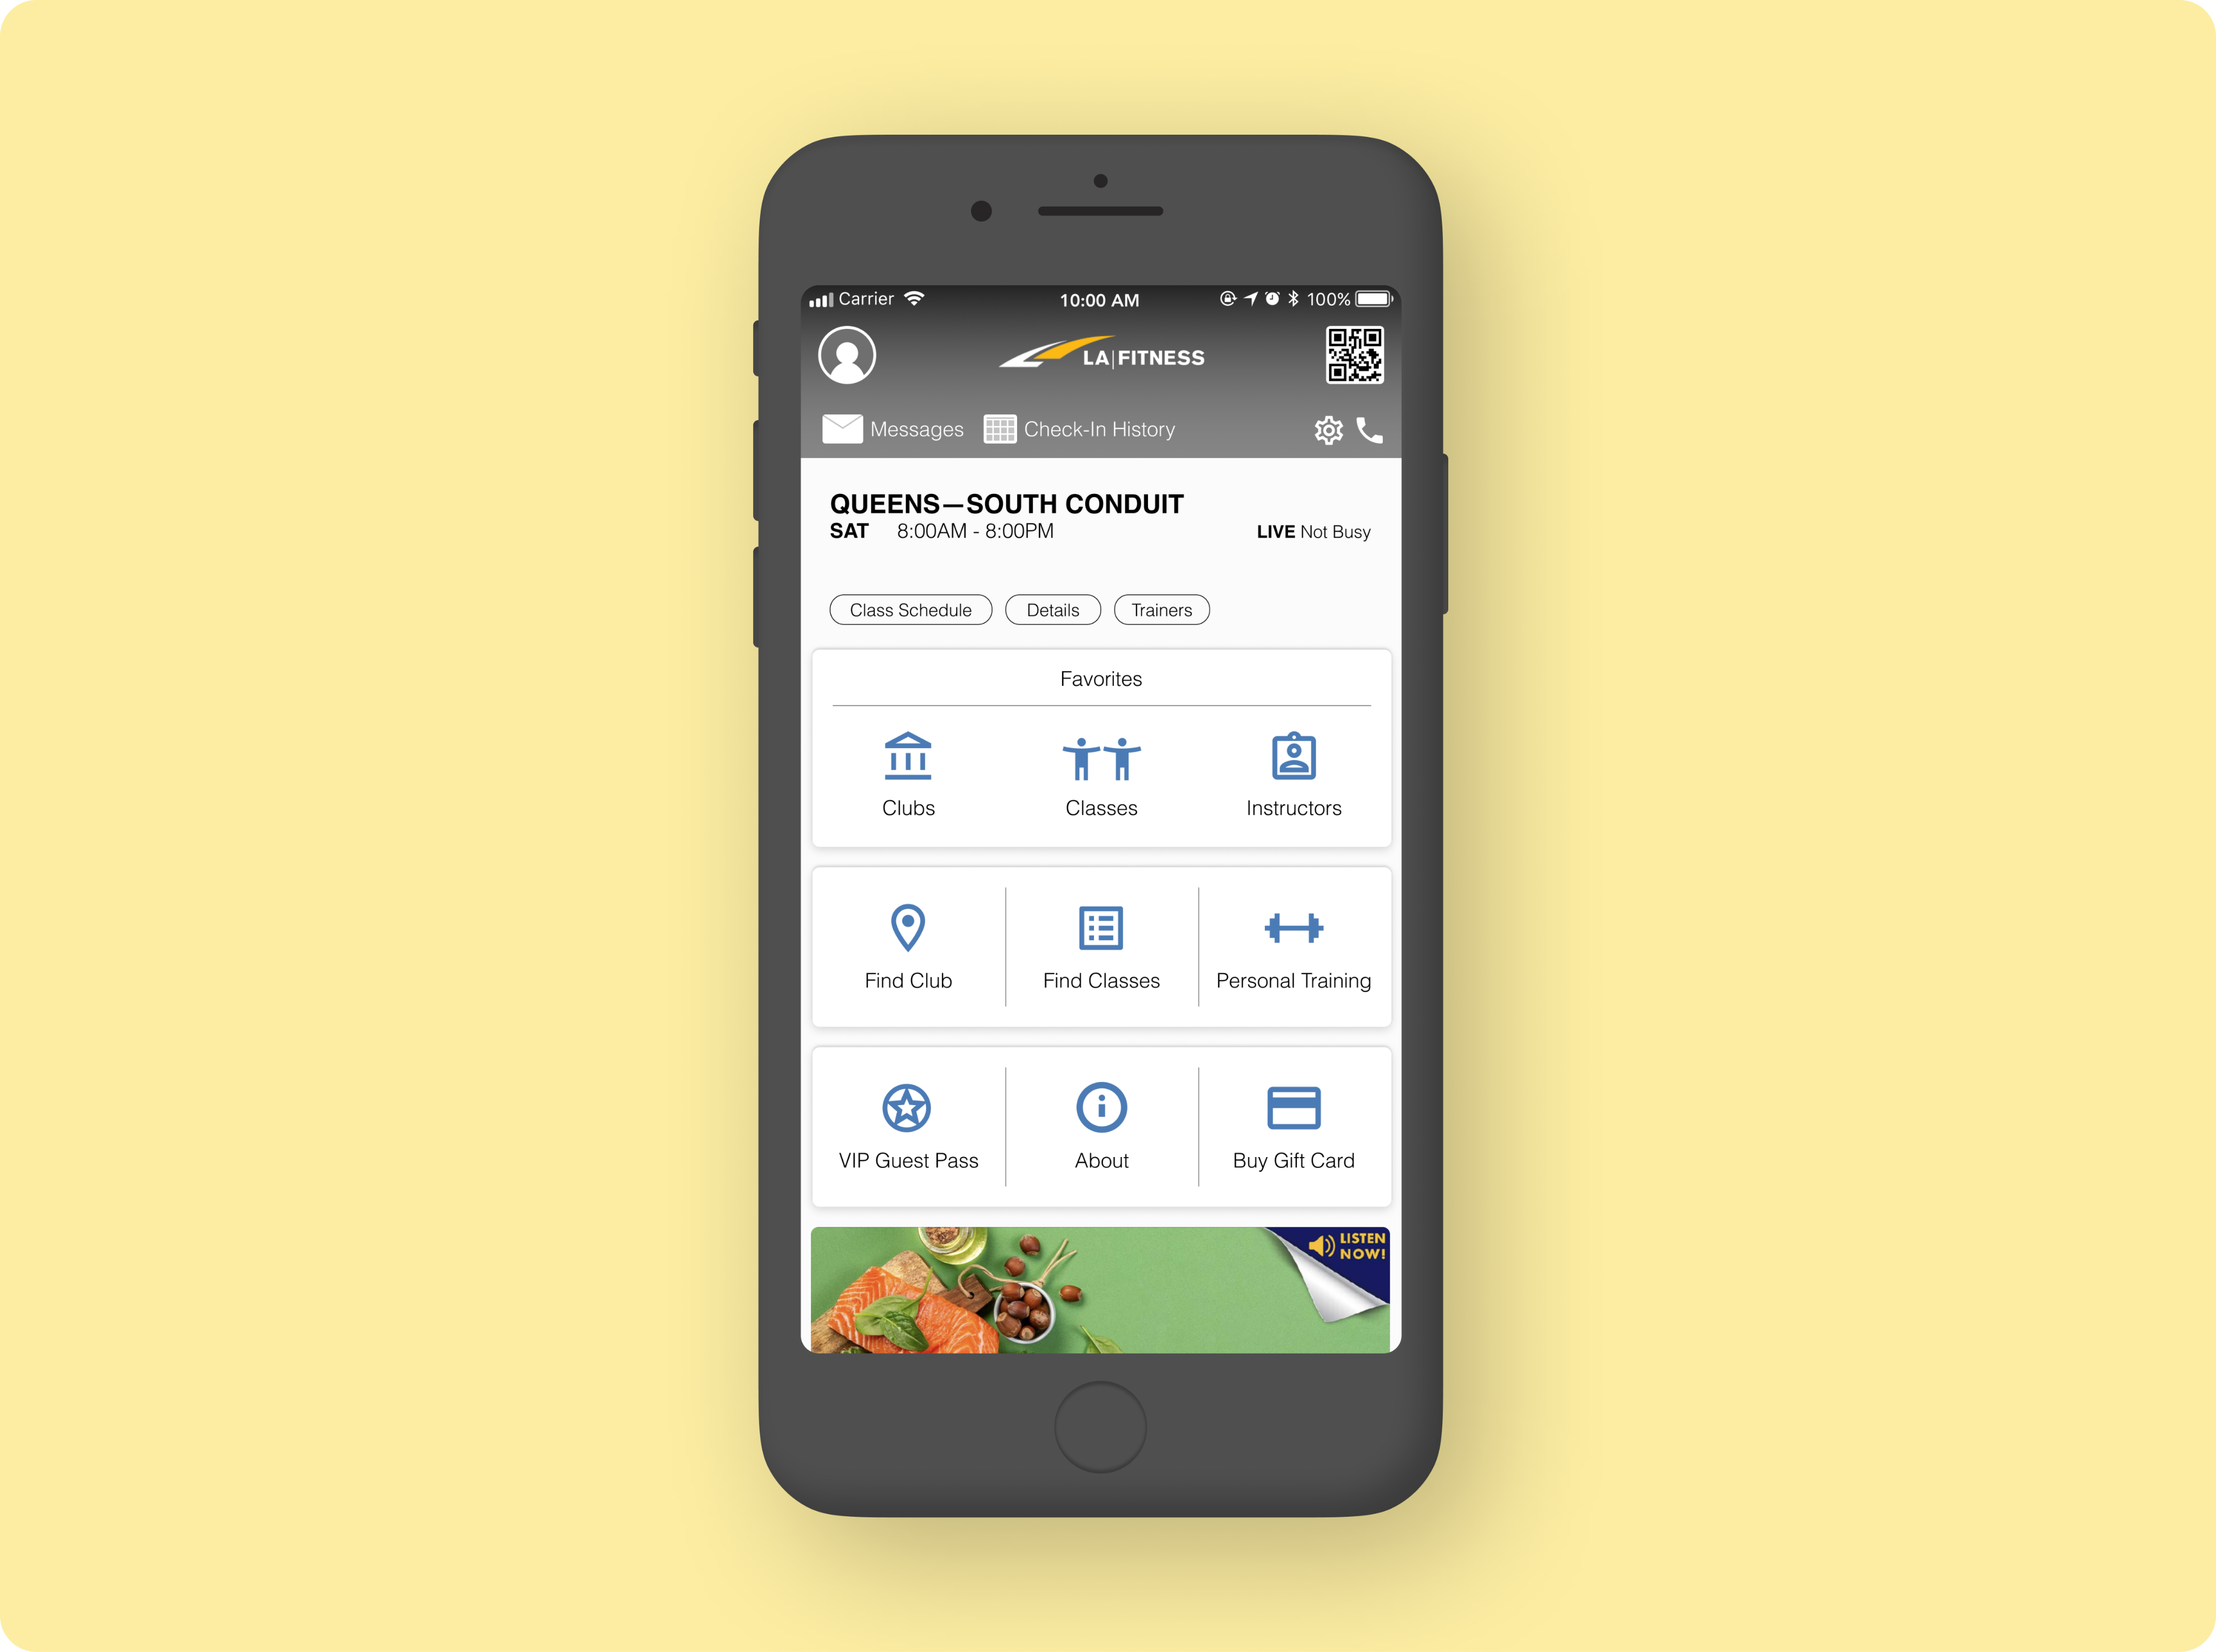 Carrier 10:00 AM 100%
LA|FITNESS
Messages Check-In History
QUEENS—SOUTH CONDUIT
SAT 8:00AM - 8:00PM LIVE Not Busy
Class Schedule Details Trainers
Favorites
Clubs Classes Instructors
Find Club Find Classes Personal Training
VIP Guest Pass About Buy Gift Card
LISTEN
NOW!